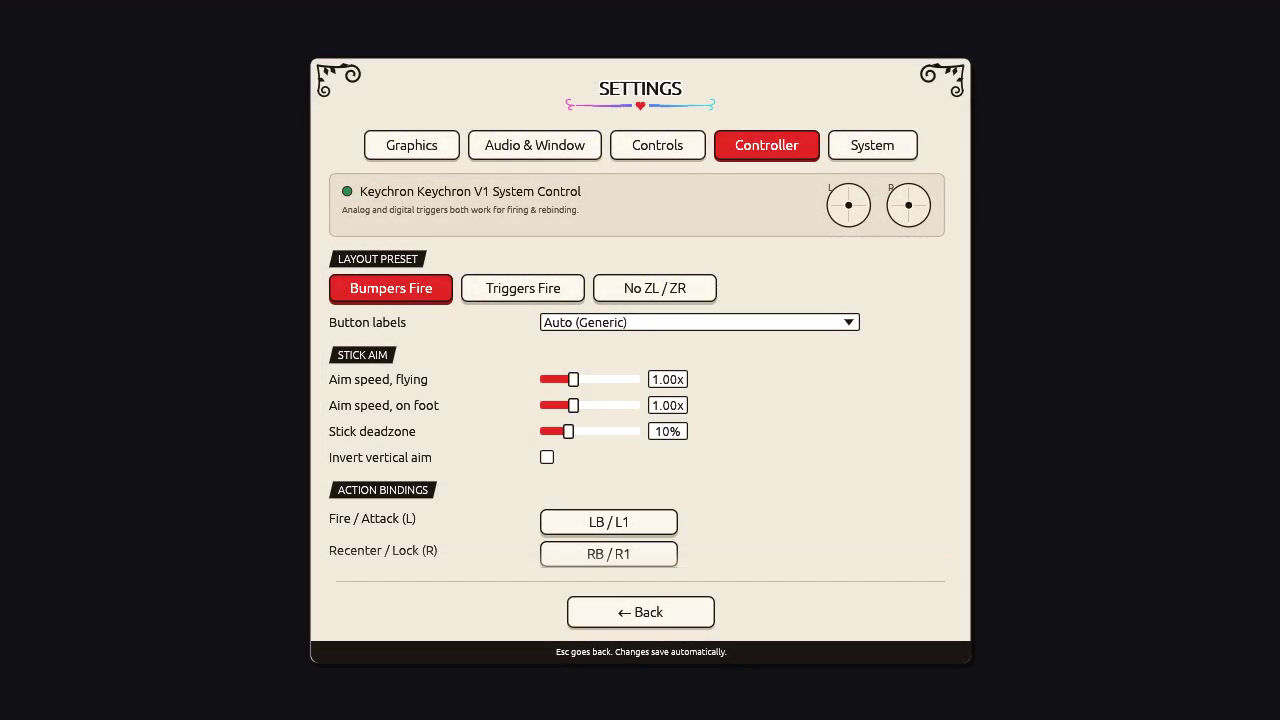 SETTINGS
Graphics Audio & Window Controls Controller System
Keychron Keychron V1 System Control
Analog and digital triggers both work for firing & rebinding.
L R
LAYOUT PRESET
Bumpers Fire Triggers Fire No ZL / ZR
Button labels Auto (Generic)
STICK AIM
Aim speed, flying 1.00x
Aim speed, on foot 1.00x
Stick deadzone 10%
Invert vertical aim
ACTION BINDINGS
Fire / Attack (L) LB / L1
Recenter / Lock (R) RB / R1
← Back
Esc goes back. Changes save automatically.